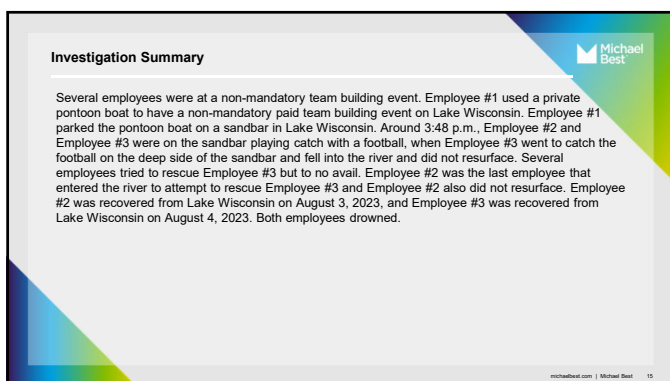 Investigation Summary
Michael
Best
Several employees were at a non-mandatory team building event. Employee #1 used a private
pontoon boat to have a non-mandatory paid team building event on Lake Wisconsin. Employee #1
parked the pontoon boat on a sandbar in Lake Wisconsin. Around 3:48 p.m., Employee #2 and
Employee #3 were on the sandbar playing catch with a football, when Employee #3 went to catch the
football on the deep side of the sandbar and fell into the river and did not resurface. Several
employees tried to rescue Employee #3 but to no avail. Employee #2 was the last employee that
entered the river to attempt to rescue Employee #3 and Employee #2 also did not resurface. Employee
#2 was recovered from Lake Wisconsin on August 3, 2023, and Employee #3 was recovered from
Lake Wisconsin on August 4, 2023. Both employees drowned.
michaelbest.com | Michael Best 15